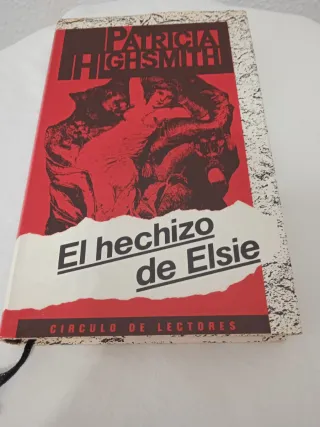 PATRICIA
HIGHSMITH
El hechizo
de Elsie
CIRCULO DE LECTORES